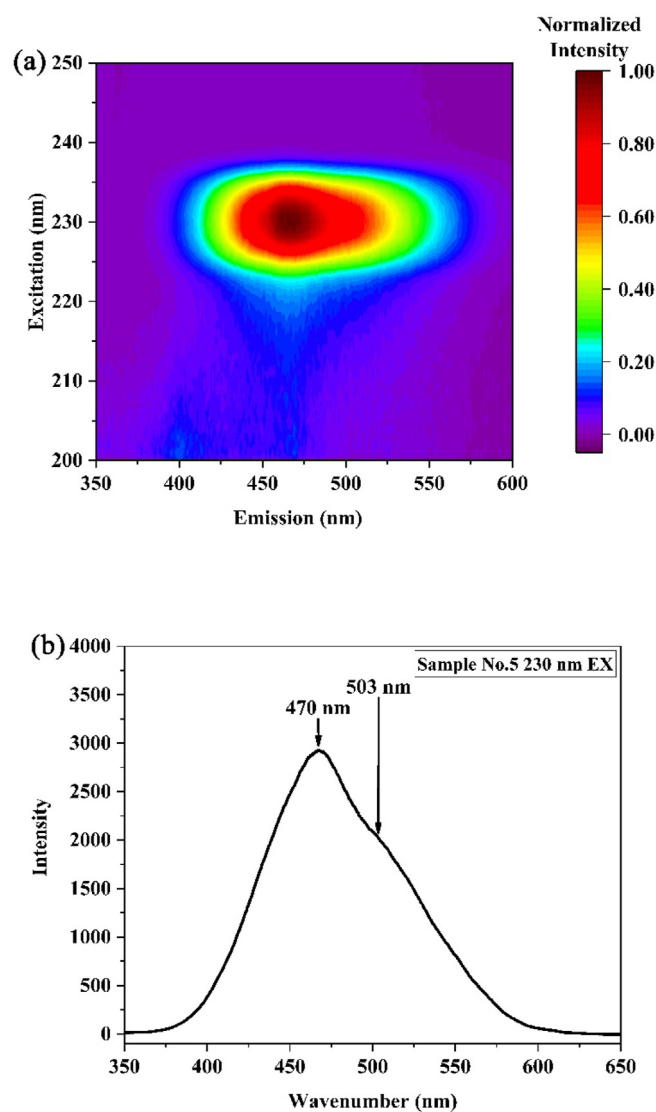 Normalized
Intensity
(a)
250
240
230
220
210
200
Excitation (nm)
350 400 450 500 550 600
Emission (nm)
1.00
0.80
0.60
0.40
0.20
0.00
(b)
Sample No.5 230 nm EX
503 nm
470 nm
4000
3500
3000
2500
2000
1500
1000
500
0
Intensity
350 400 450 500 550 600 650
Wavenumber (nm)